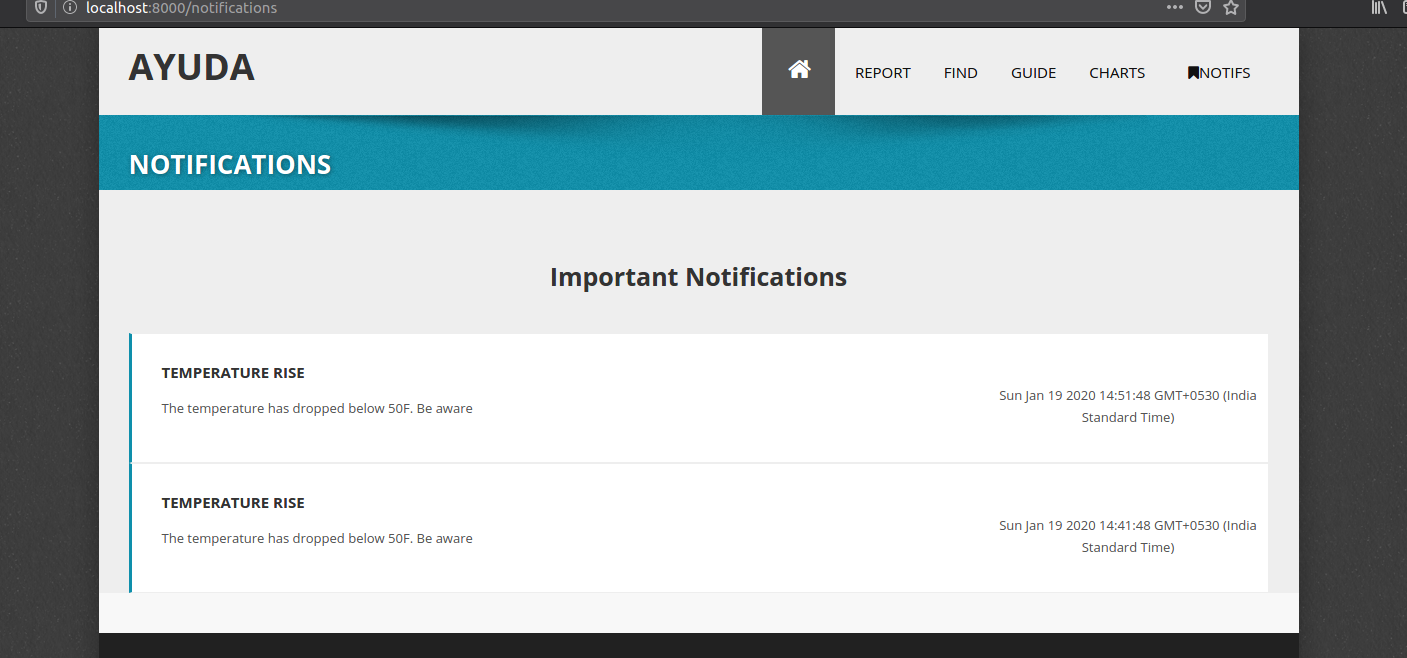 localhost:8000/notifications
AYUDA
REPORT FIND GUIDE CHARTS NOTIFS
NOTIFICATIONS
Important Notifications
TEMPERATURE RISE
The temperature has dropped below 50F. Be aware
Sun Jan 19 2020 14:51:48 GMT+0530 (India
Standard Time)
TEMPERATURE RISE
The temperature has dropped below 50F. Be aware
Sun Jan 19 2020 14:41:48 GMT+0530 (India
Standard Time)